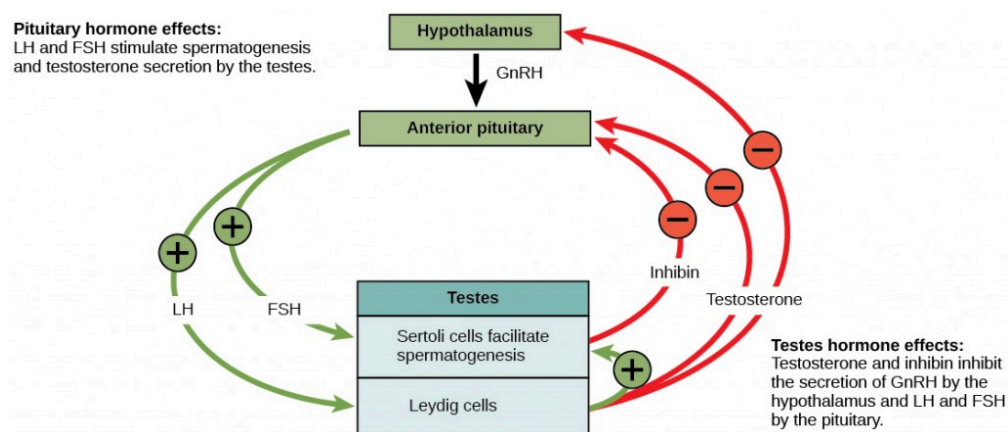 Pituitary hormone effects:
LH and FSH stimulate spermatogenesis
and testosterone secretion by the testes.
Hypothalamus
GnRH
Anterior pituitary
Inhibin
LH
FSH
Testosterone
Testes
Sertoli cells facilitate
spermatogenesis
Leydig cells
Testes hormone effects:
Testosterone and inhibin inhibit
the secretion of GnRH by the
hypothalamus and LH and FSH
by the pituitary.